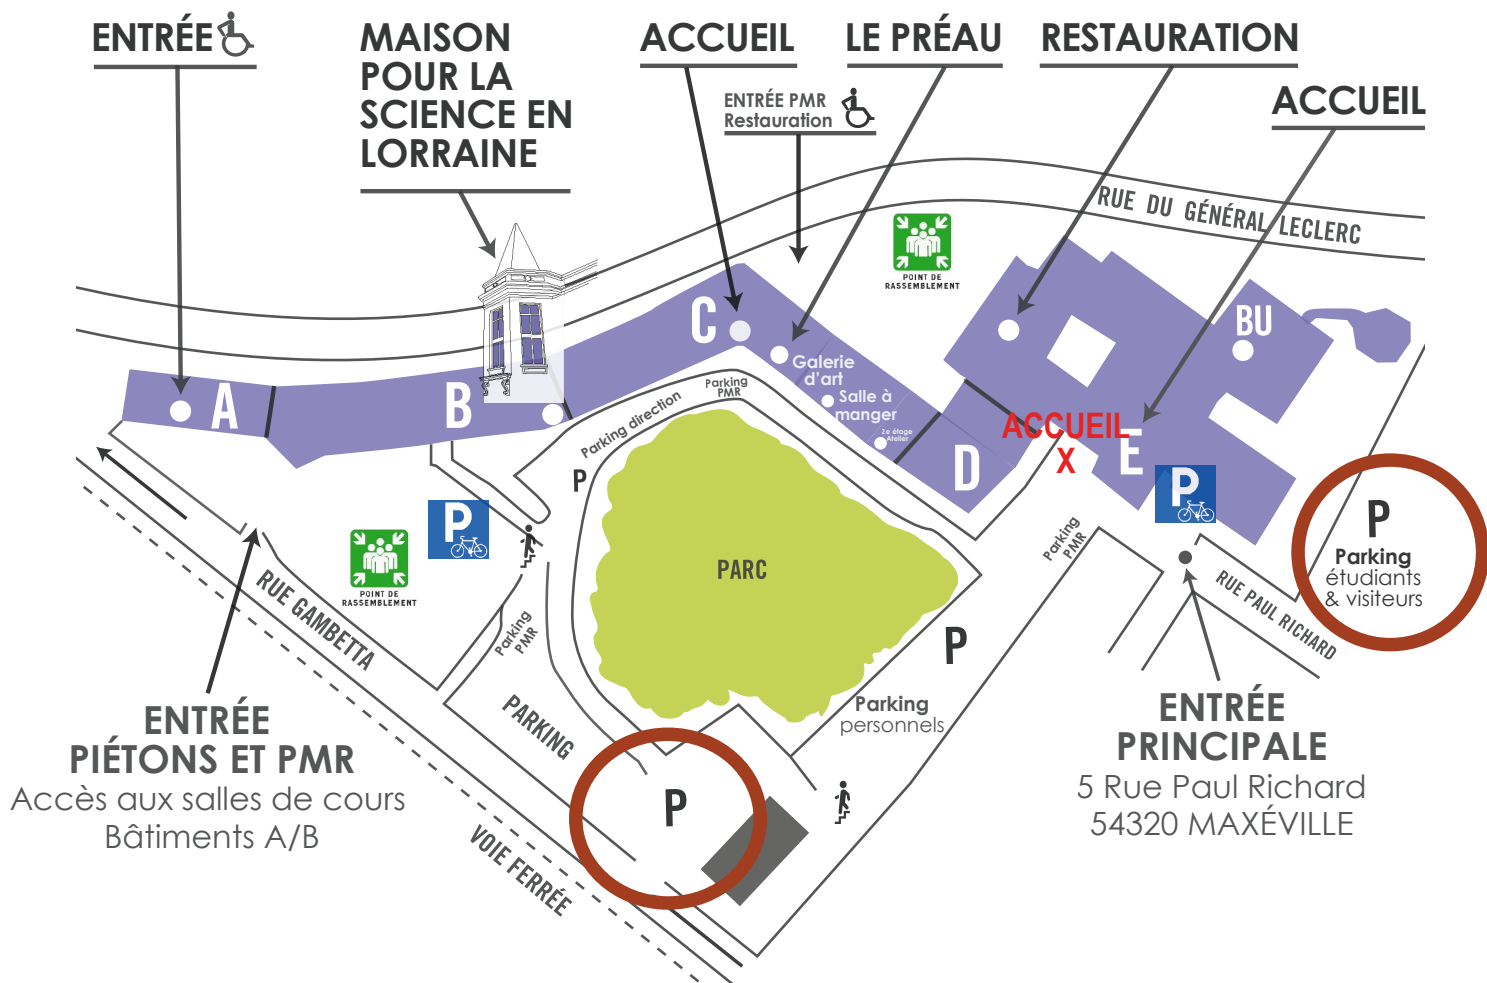 ENTRÉE
MAISON
POUR LA
SCIENCE EN
LORRAINE
ACCUEIL
LE PRÉAU
RESTAURATION
ENTRÉE PMR
Restauration
ACCUEIL
RUE DU GÉNÉRAL LECLERC
POINT DE
RASSEMBLEMENT
A
B
C
Galerie
d'art
Salle à
manger
2e étage
Atelier
D
BU
ACCUEIL
X
E
P
Parking
PMR
Parking direction
P
P
POINT DE
RASSEMBLEMENT
PARC
Parking
PMR
P
Parking
étudiants
& visiteurs
RUE PAUL RICHARD
RUE GAMBETTA
Parking
PMR
PARKING
P
Parking
personnels
P
VOIE FERRÉE
ENTRÉE
PIÉTONS ET PMR
Accès aux salles de cours
Bâtiments A/B
ENTRÉE
PRINCIPALE
5 Rue Paul Richard
54320 MAXÉVILLE